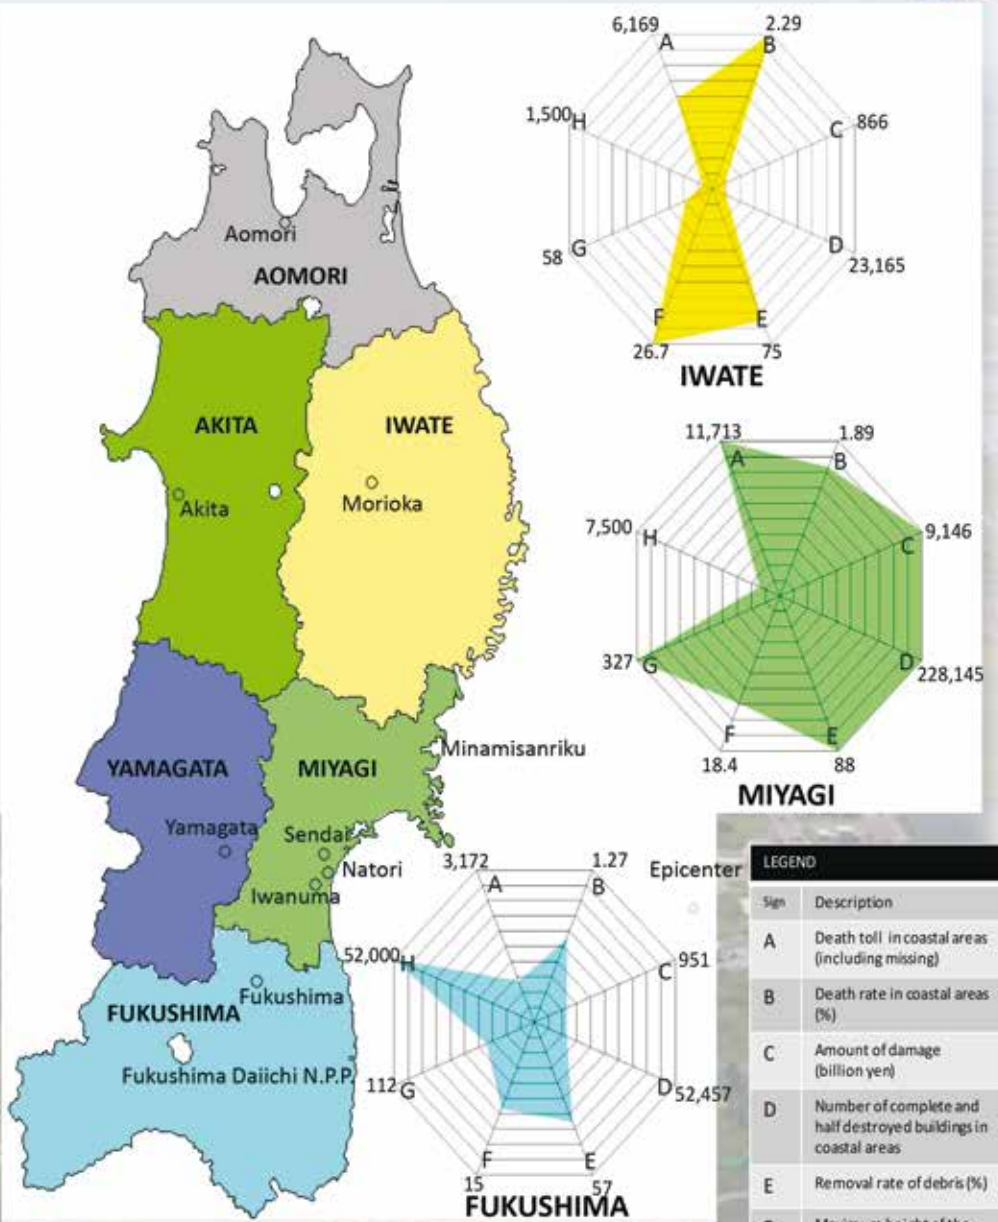 Aomori
AOMORI
AKITA
Akita
IWATE
Morioka
YAMAGATA
Yamagata
MIYAGI
Minamisanriku
Sendai
Natori
Iwanuma
Epicenter
FUKUSHIMA
Fukushima
Fukushima Daiichi N.P.P.
6,169
A
2.29
B
866
C
23,165
D
75
E
26.7
F
58
G
1,500
H
IWATE
11,713
A
1.89
B
9,146
C
228,145
D
88
E
18.4
F
327
G
7,500
H
MIYAGI
3,172
A
1.27
B
951
C
52,457
D
57
E
15
F
112
G
52,000
H
FUKUSHIMA
LEGEND
Sign Description
A Death toll in coastal areas
(including missing)
B Death rate in coastal areas
(%)
C Amount of damage
(billion yen)
D Number of complete and
half destroyed buildings in
coastal areas
E Removal rate of debris (%)